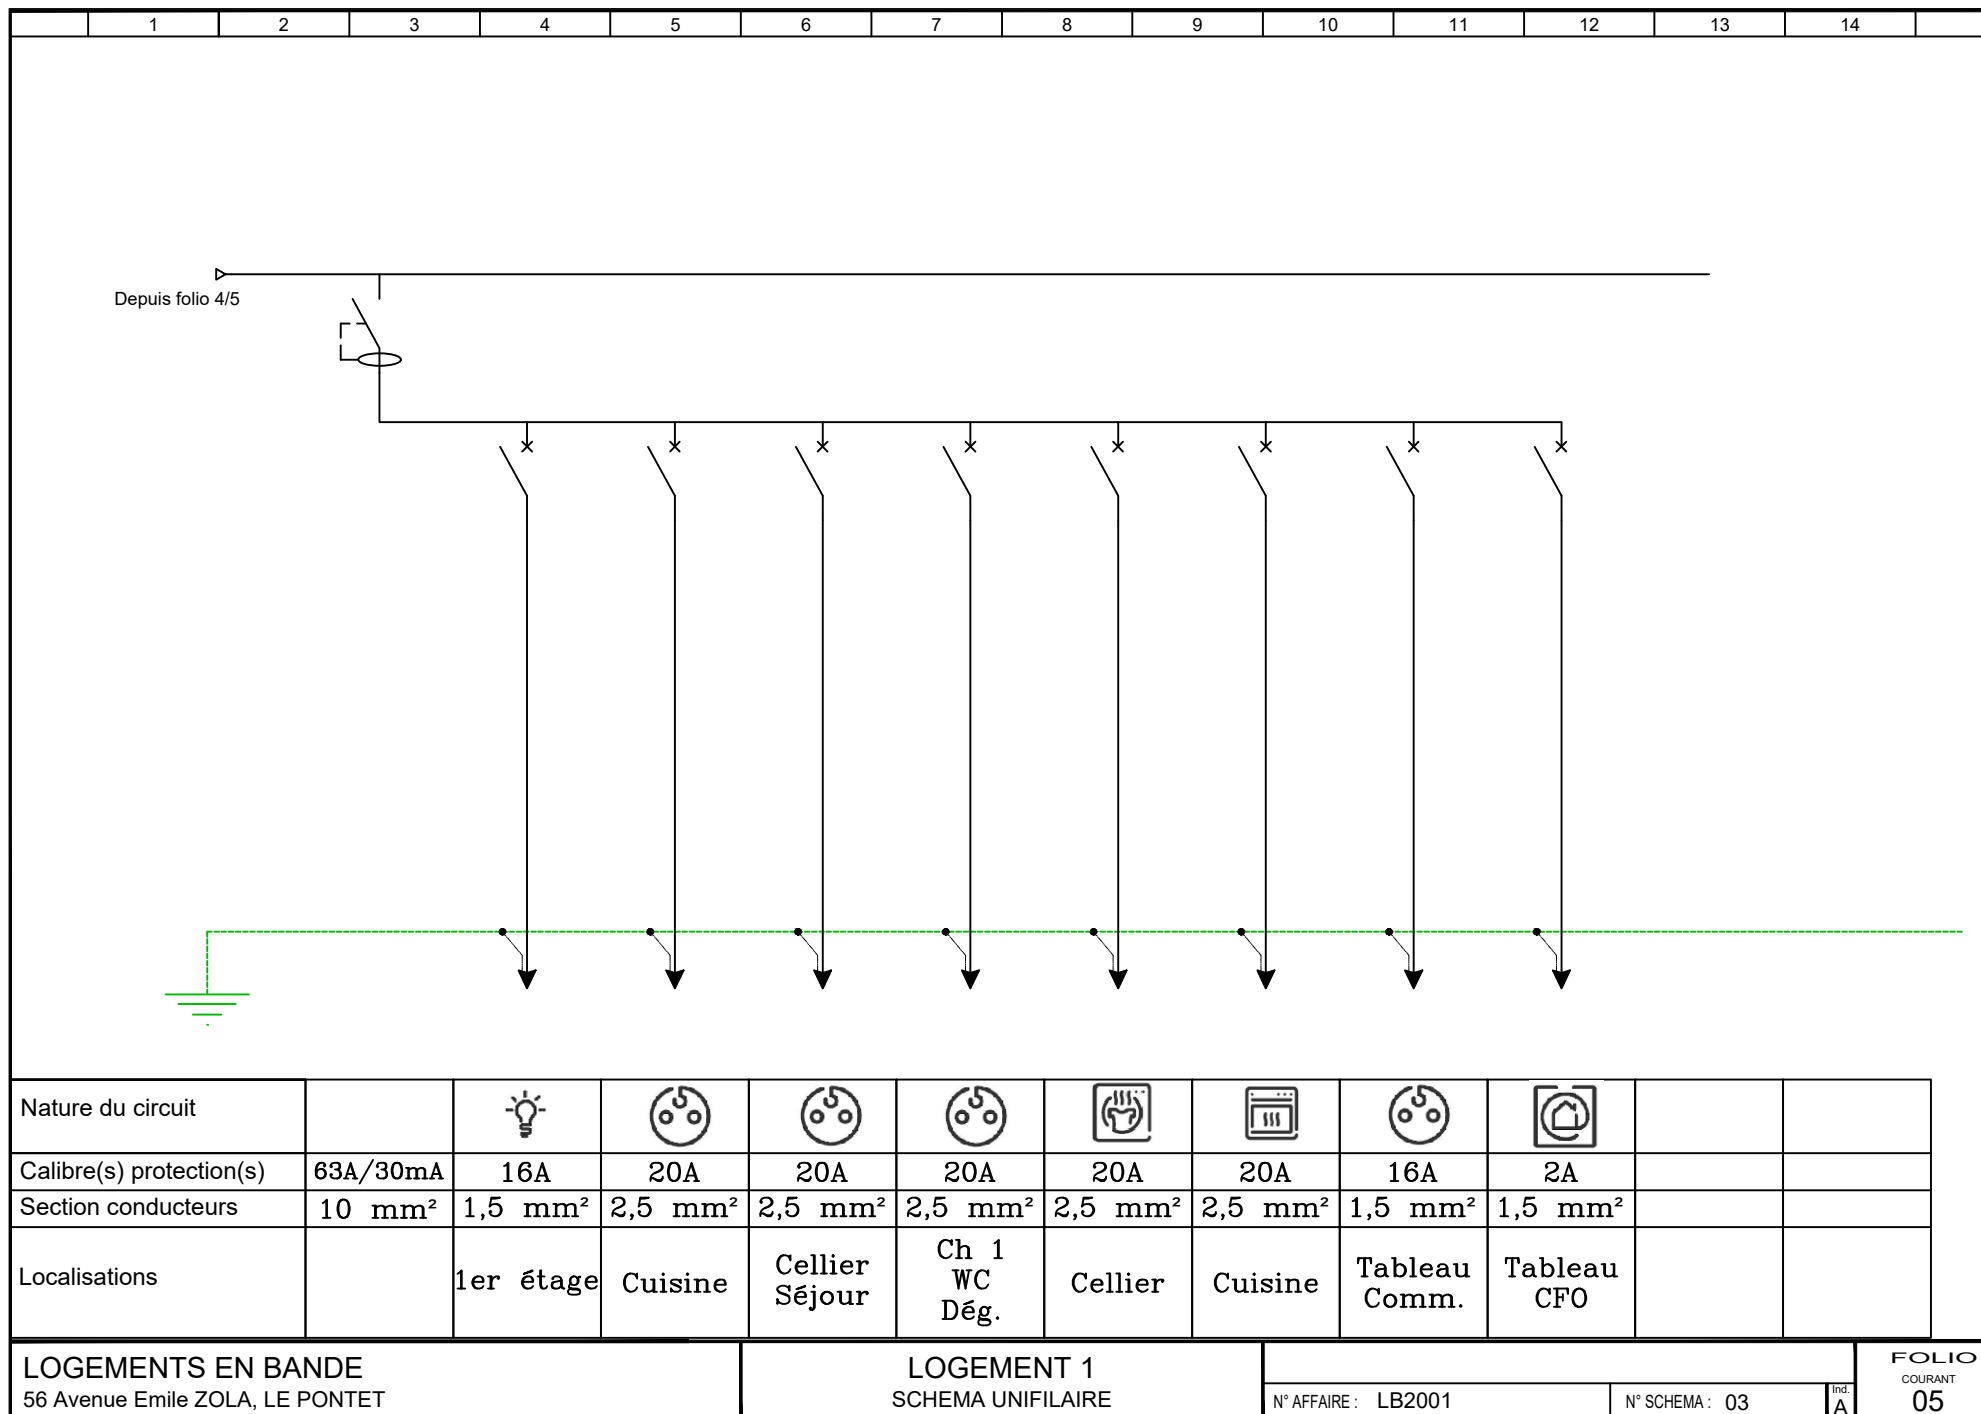 1 2 3 4 5 6 7 8 9 10 11 12 13 14
Depuis folio 4/5
Nature du circuit
Calibre(s) protection(s) 63A/30mA 16A 20A 20A 20A 20A 20A 16A 2A
Section conducteurs 10 mm² 1,5 mm² 2,5 mm² 2,5 mm² 2,5 mm² 2,5 mm² 2,5 mm² 1,5 mm² 1,5 mm²
Localisations
1er étage
Cuisine
Cellier
Séjour
Ch 1
WC
Dég.
Cellier
Cuisine
Tableau
Comm.
Tableau
CFO
LOGEMENTS EN BANDE
56 Avenue Emile ZOLA, LE PONTET
LOGEMENT 1
SCHEMA UNIFILAIRE
N° AFFAIRE : LB2001
N° SCHEMA : 03
Ind.
A
FOLIO
COURANT
05